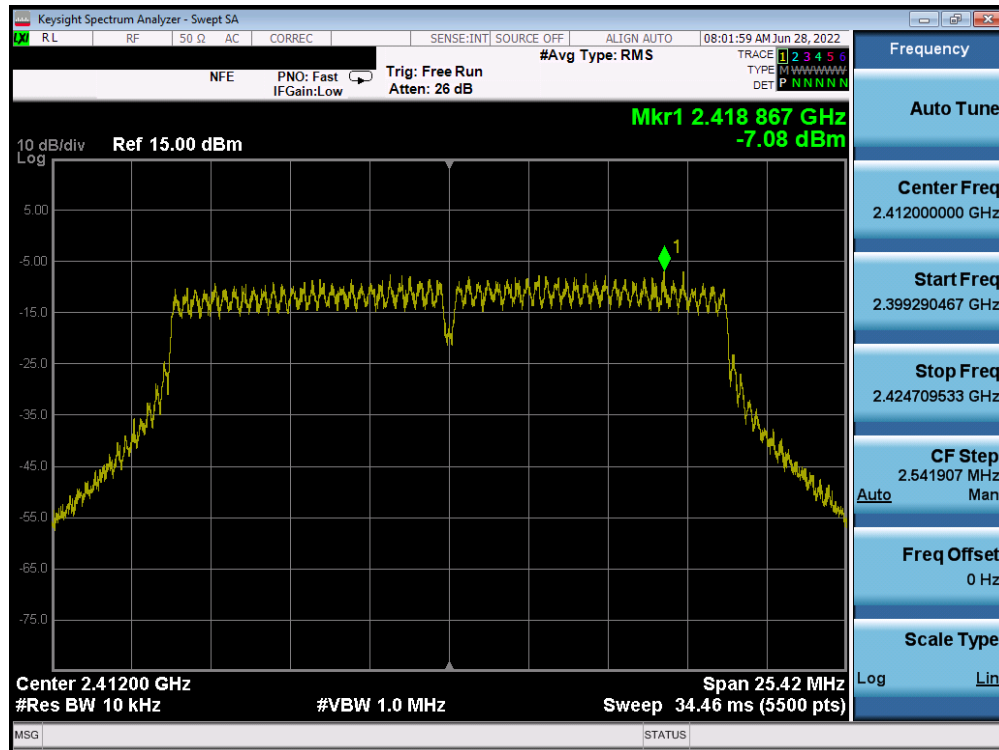 Keysight Spectrum Analyzer - Swept SA
LXI RL RF 50 Ω AC CORREC SENSE:INT SOURCE OFF ALIGN AUTO 08:01:59 AM Jun 28, 2022
NFE PNO: Fast Trig: Free Run #Avg Type: RMS TRACE 1 2 3 4 5 6
IFGain:Low Atten: 26 dB TYPE M WWWWW
DET P N N N N N
Mkr1 2.418 867 GHz
-7.08 dBm
10 dB/div Ref 15.00 dBm
Log
5.00
-5.00
-15.0
-25.0
-35.0
-45.0
-55.0
-65.0
-75.0
1
Center 2.41200 GHz Span 25.42 MHz
#Res BW 10 kHz #VBW 1.0 MHz Sweep 34.46 ms (5500 pts)
MSG STATUS
Frequency
Auto Tune
Center Freq
2.412000000 GHz
Start Freq
2.399290467 GHz
Stop Freq
2.424709533 GHz
CF Step
2.541907 MHz
Auto Man
Freq Offset
0 Hz
Scale Type
Log Lin